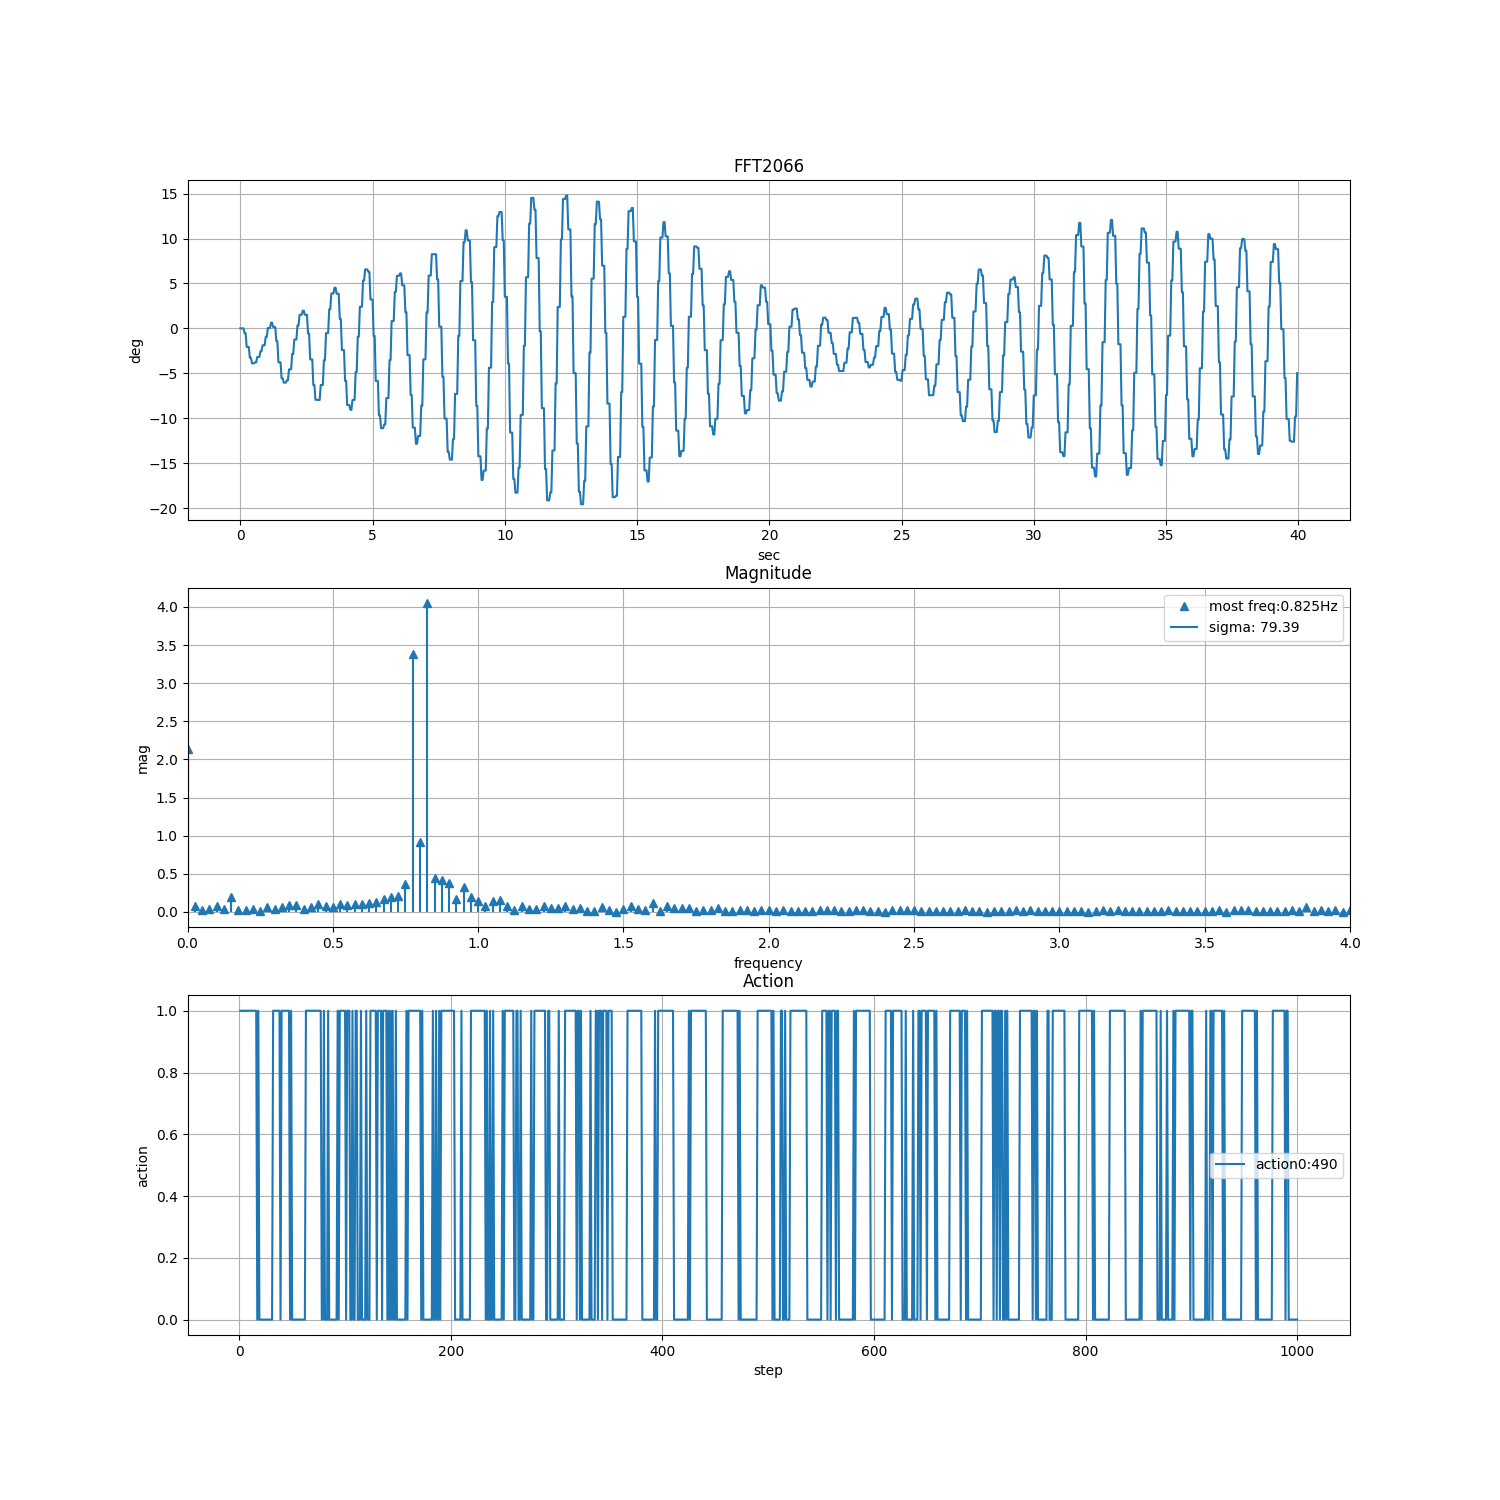 FFT2066
15
10
5
0
−5
−10
−15
−20
deg
0 5 10 15 20 25 30 35 40
sec
Magnitude
4.0
3.5
3.0
2.5
2.0
1.5
1.0
0.5
0.0
mag
most freq:0.825Hz
sigma: 79.39
0.0 0.5 1.0 1.5 2.0 2.5 3.0 3.5 4.0
frequency
Action
1.0
0.8
0.6
0.4
0.2
0.0
action
action0:490
0 200 400 600 800 1000
step